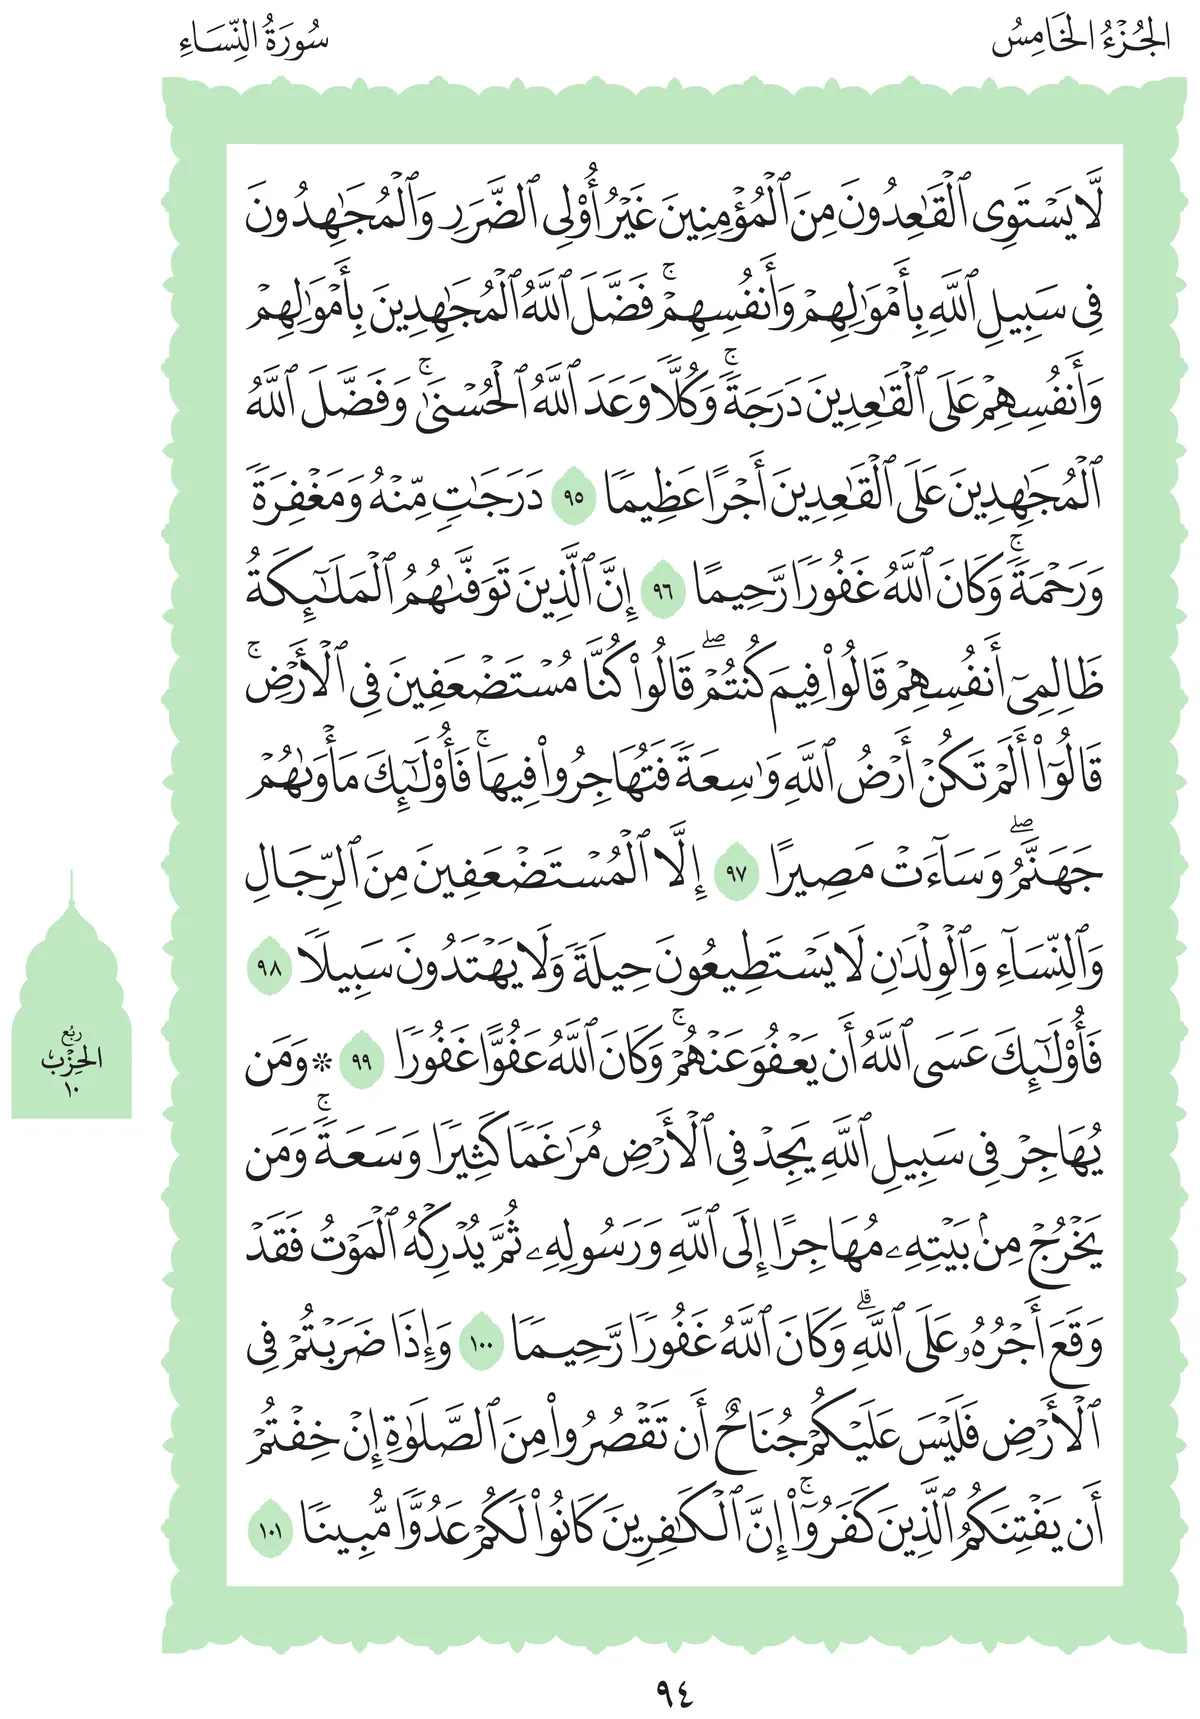 الجُزْءُ الخَامِسُ
سُورَةُ النِّسَاءِ
لَّا يَسْتَوِى ٱلْقَـٰعِدُونَ مِنَ ٱلْمُؤْمِنِينَ غَيْرُ أُو۟لِى ٱلضَّرَرِ وَٱلْمُجَـٰهِدُونَ
فِى سَبِيلِ ٱللَّهِ بِأَمْوَٰلِهِمْ وَأَنفُسِهِمْ ۚ فَضَّلَ ٱللَّهُ ٱلْمُجَـٰهِدِينَ بِأَمْوَٰلِهِمْ
وَأَنفُسِهِمْ عَلَى ٱلْقَـٰعِدِينَ دَرَجَةً ۚ وَكُلًّا وَعَدَ ٱللَّهُ ٱلْحُسْنَىٰ ۚ وَفَضَّلَ ٱللَّهُ
ٱلْمُجَـٰهِدِينَ عَلَى ٱلْقَـٰعِدِينَ أَجْرًا عَظِيمًا ٩٥ دَرَجَـٰتٍ مِّنْهُ وَمَغْفِرَةً
وَرَحْمَةً ۚ وَكَانَ ٱللَّهُ غَفُورًا رَّحِيمًا ٩٦ إِنَّ ٱلَّذِينَ تَوَفَّىٰهُمُ ٱلْمَلَـٰٓئِكَةُ
ظَالِمِىٓ أَنفُسِهِمْ قَالُوا۟ فِيمَ كُنتُمْ ۖ قَالُوا۟ كُنَّا مُسْتَضْعَفِينَ فِى ٱلْأَرْضِ ۚ
قَالُوٓا۟ أَلَمْ تَكُنْ أَرْضُ ٱللَّهِ وَٰسِعَةً فَتُهَاجِرُوا۟ فِيهَا ۚ فَأُو۟لَـٰٓئِكَ مَأْوَىٰهُمْ
جَهَنَّمُ ۖ وَسَآءَتْ مَصِيرًا ٩٧ إِلَّا ٱلْمُسْتَضْعَفِينَ مِنَ ٱلرِّجَالِ
وَٱلنِّسَآءِ وَٱلْوِلْدَٰنِ لَا يَسْتَطِيعُونَ حِيلَةً وَلَا يَهْتَدُونَ سَبِيلًا ٩٨
فَأُو۟لَـٰٓئِكَ عَسَى ٱللَّهُ أَن يَعْفُوَ عَنْهُمْ ۚ وَكَانَ ٱللَّهُ عَفُوًّا غَفُورًا ٩٩ * وَمَن
يُهَاجِرْ فِى سَبِيلِ ٱللَّهِ يَجِدْ فِى ٱلْأَرْضِ مُرَٰغَمًا كَثِيرًا وَسَعَةً ۚ وَمَن
يَخْرُجْ مِنۢ بَيْتِهِۦ مُهَاجِرًا إِلَى ٱللَّهِ وَرَسُولِهِۦ ثُمَّ يُدْرِكْهُ ٱلْمَوْتُ فَقَدْ
وَقَعَ أَجْرُهُۥ عَلَى ٱللَّهِ ۗ وَكَانَ ٱللَّهُ غَفُورًا رَّحِيمًا ١٠٠ وَإِذَا ضَرَبْتُمْ فِى
ٱلْأَرْضِ فَلَيْسَ عَلَيْكُمْ جُنَاحٌ أَن تَقْصُرُوا۟ مِنَ ٱلصَّلَوٰةِ إِنْ خِفْتُمْ
أَن يَفْتِنَكُمُ ٱلَّذِينَ كَفَرُوٓا۟ ۚ إِنَّ ٱلْكَـٰفِرِينَ كَانُوا۟ لَكُمْ عَدُوًّا مُّبِينًا ١٠١
رُبْع
الحِزْب
١٠
٩٤